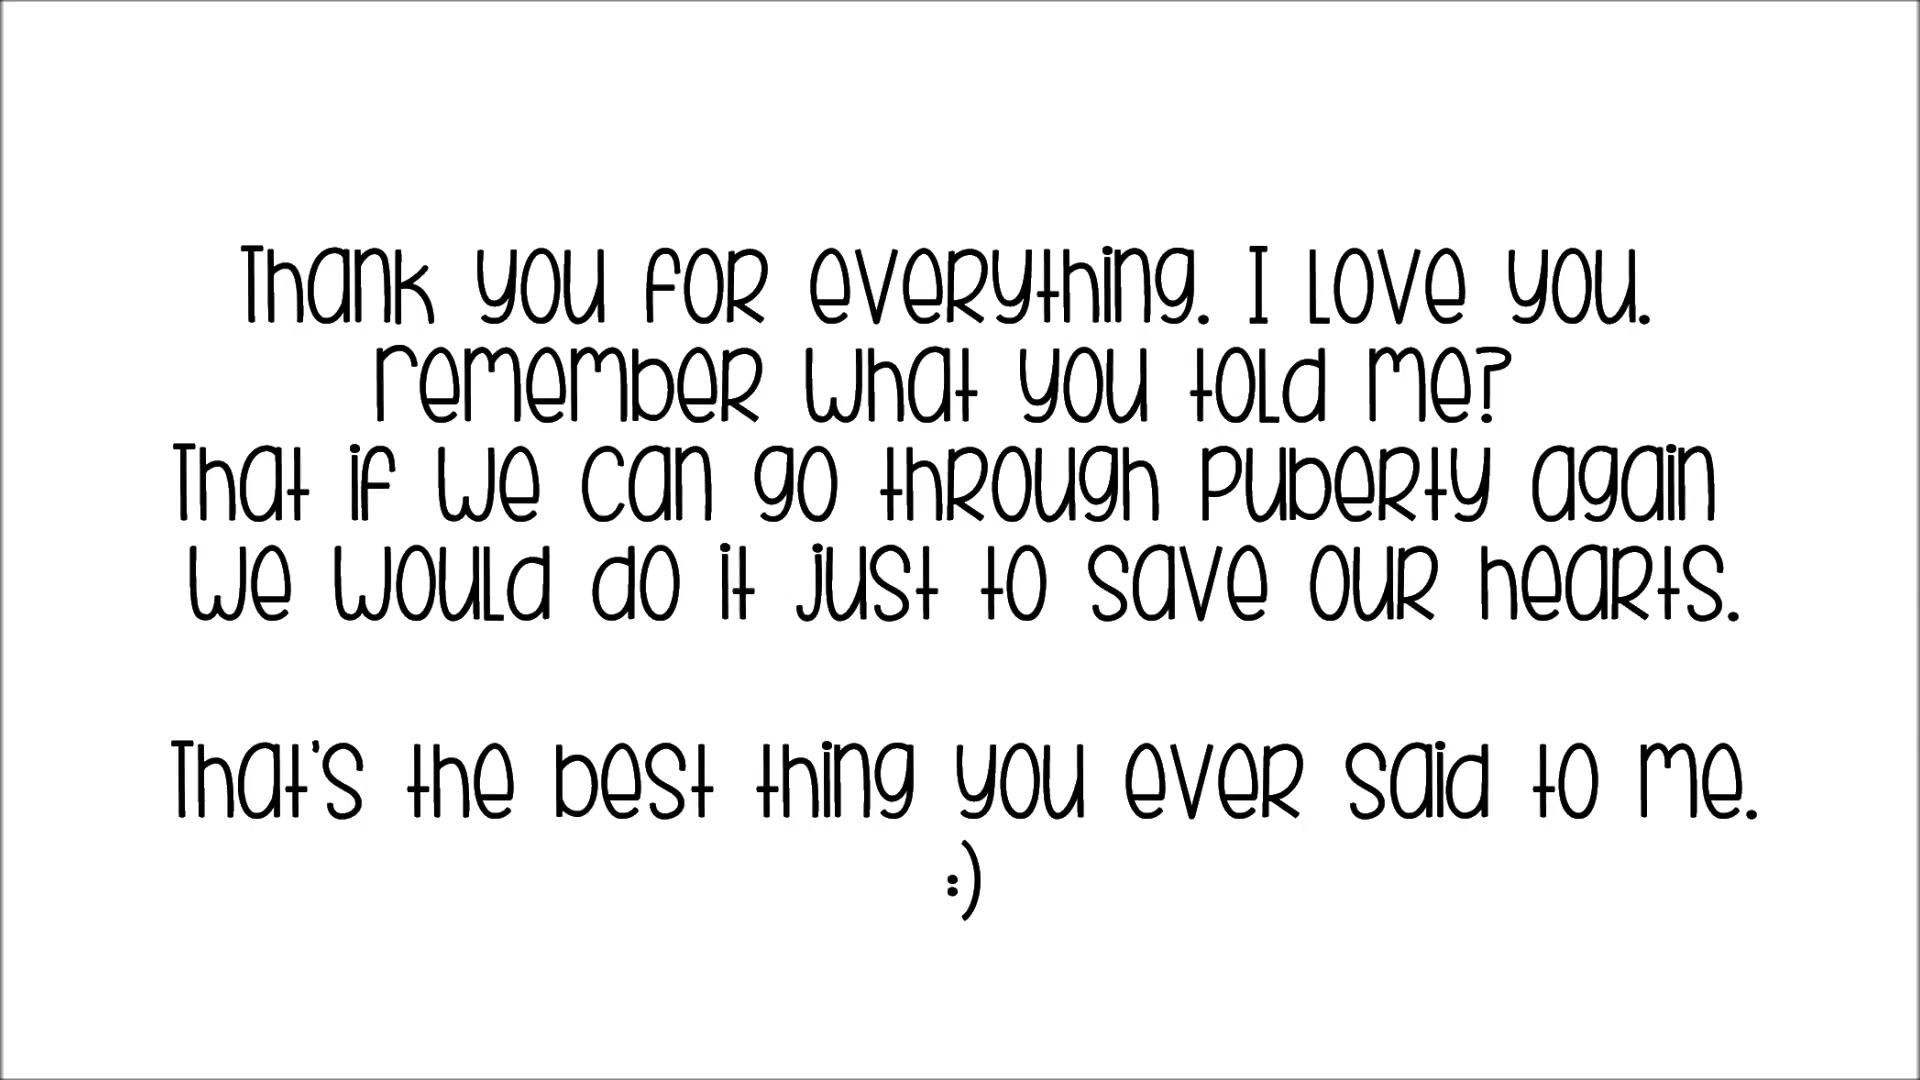 Thank you for everything. I love you.
remember what you told me?
That if we can go through puberty again
we would do it just to save our hearts.
That's the best thing you ever said to me.
:)